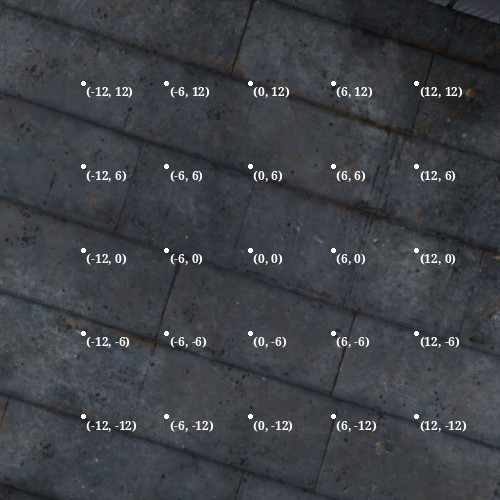 (-12, 12) (-6, 12) (0, 12) (6, 12) (12, 12)
(-12, 6) (-6, 6) (0, 6) (6, 6) (12, 6)
(-12, 0) (-6, 0) (0, 0) (6, 0) (12, 0)
(-12, -6) (-6, -6) (0, -6) (6, -6) (12, -6)
(-12, -12) (-6, -12) (0, -12) (6, -12) (12, -12)